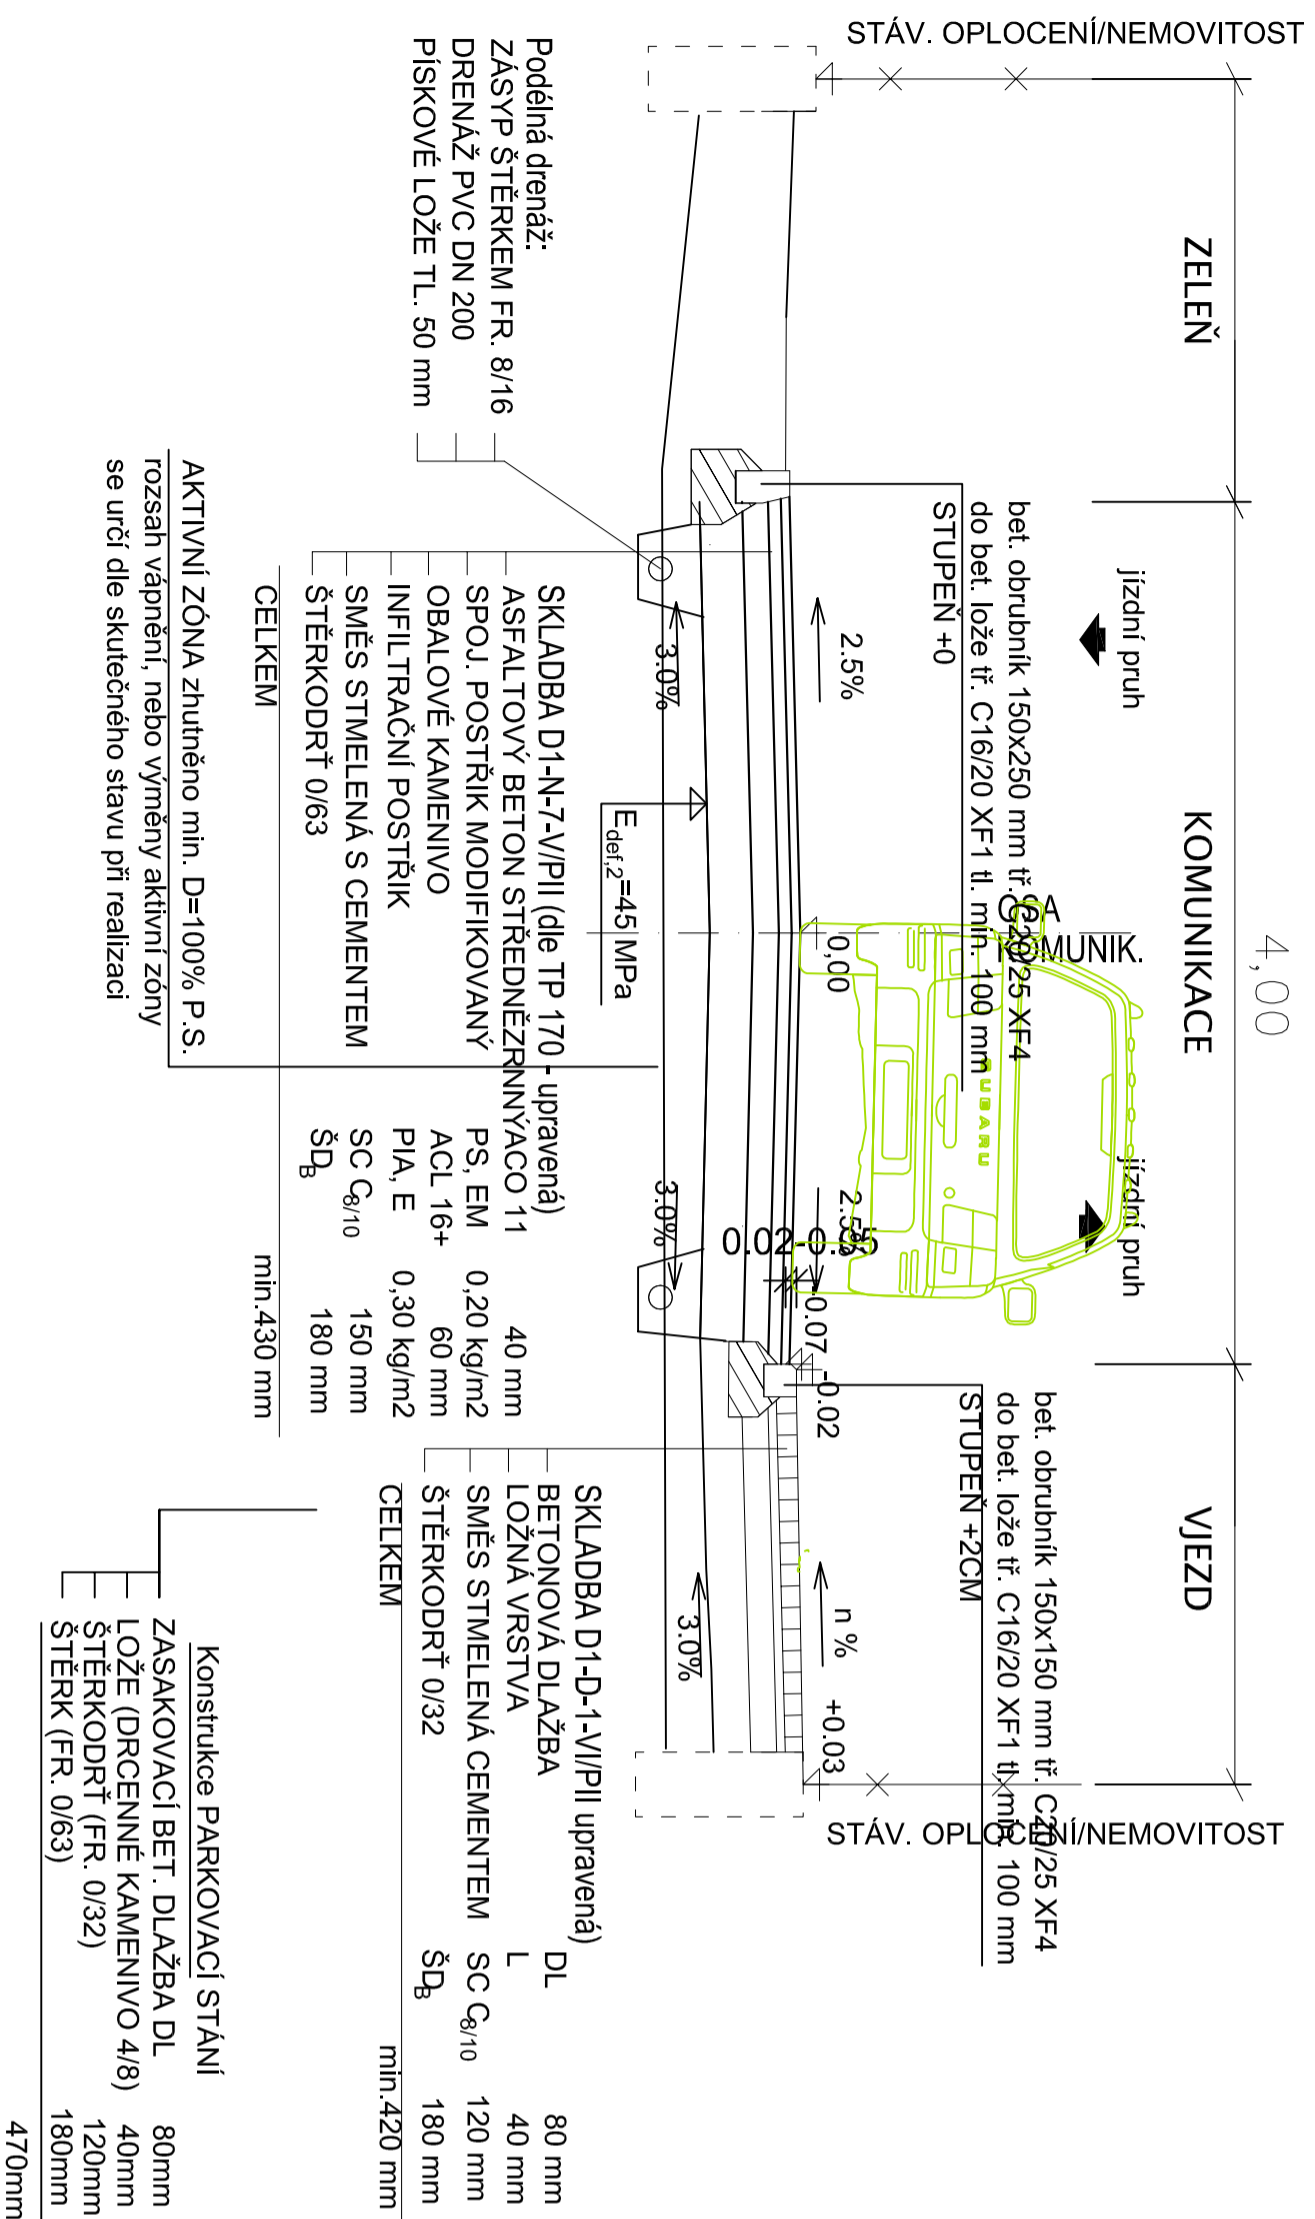 STÁV. OPLOCENÍ/NEMOVITOST
ZELEŇ
KOMUNIKACE
VJEZD
4,00
jízdní pruh
jízdní pruh
bet. obrubník 150x250 mm tř. C20/25 XF4
do bet. lože tř. C16/20 XF1 tl. min. 100 mm
STUPEŇ +0
KOMUNIK.
bet. obrubník 150x150 mm tř. C20/25 XF4
do bet. lože tř. C16/20 XF1 tl. min. 100 mm
STUPEŇ +2CM
STÁV. OPLOCENÍ/NEMOVITOST
SUBARU
2.5%
0,00
2.5%
-0.07
-0.02
n %
+0.03
3.0%
3.0%
3.0%
Podélná drenáž:
ZÁSYP ŠTĚRKEM FR. 8/16
DRENÁŽ PVC DN 200
PÍSKOVÉ LOŽE TL. 50 mm
Edef,2=45 MPa
SKLADBA D1-N-7-V/PII (dle TP 170 - upravená)
ASFALTOVÝ BETON STŘEDNĚZRNNÝ ACO 11 40 mm
SPOJ. POSTŘIK MODIFIKOVANÝ PS, EM 0,20 kg/m2
OBALOVÉ KAMENIVO ACL 16+ 60 mm
INFILTRAČNÍ POSTŘIK PIA, E 0,30 kg/m2
SMĚS STMELENÁ S CEMENTEM SC C8/10 150 mm
ŠTĚRKODRŤ 0/63 ŠDB 180 mm
CELKEM min.430 mm
AKTIVNÍ ZÓNA zhutněno min. D=100% P.S.
rozsah vápnění, nebo výměny aktivní zóny
se určí dle skutečného stavu při realizaci
SKLADBA D1-D-1-VI/PII upravená)
BETONOVÁ DLAŽBA DL 80 mm
LOŽNÁ VRSTVA L 40 mm
SMĚS STMELENÁ CEMENTEM SC C8/10 120 mm
ŠTĚRKODRŤ 0/32 ŠDB 180 mm
CELKEM min.420 mm
Konstrukce PARKOVACÍ STÁNÍ
ZASAKOVACÍ BET. DLAŽBA DL 80mm
LOŽE (DRCENNÉ KAMENIVO 4/8) 40mm
ŠTĚRKODRŤ (FR. 0/32) 120mm
ŠTĚRK (FR. 0/63) 180mm
470mm